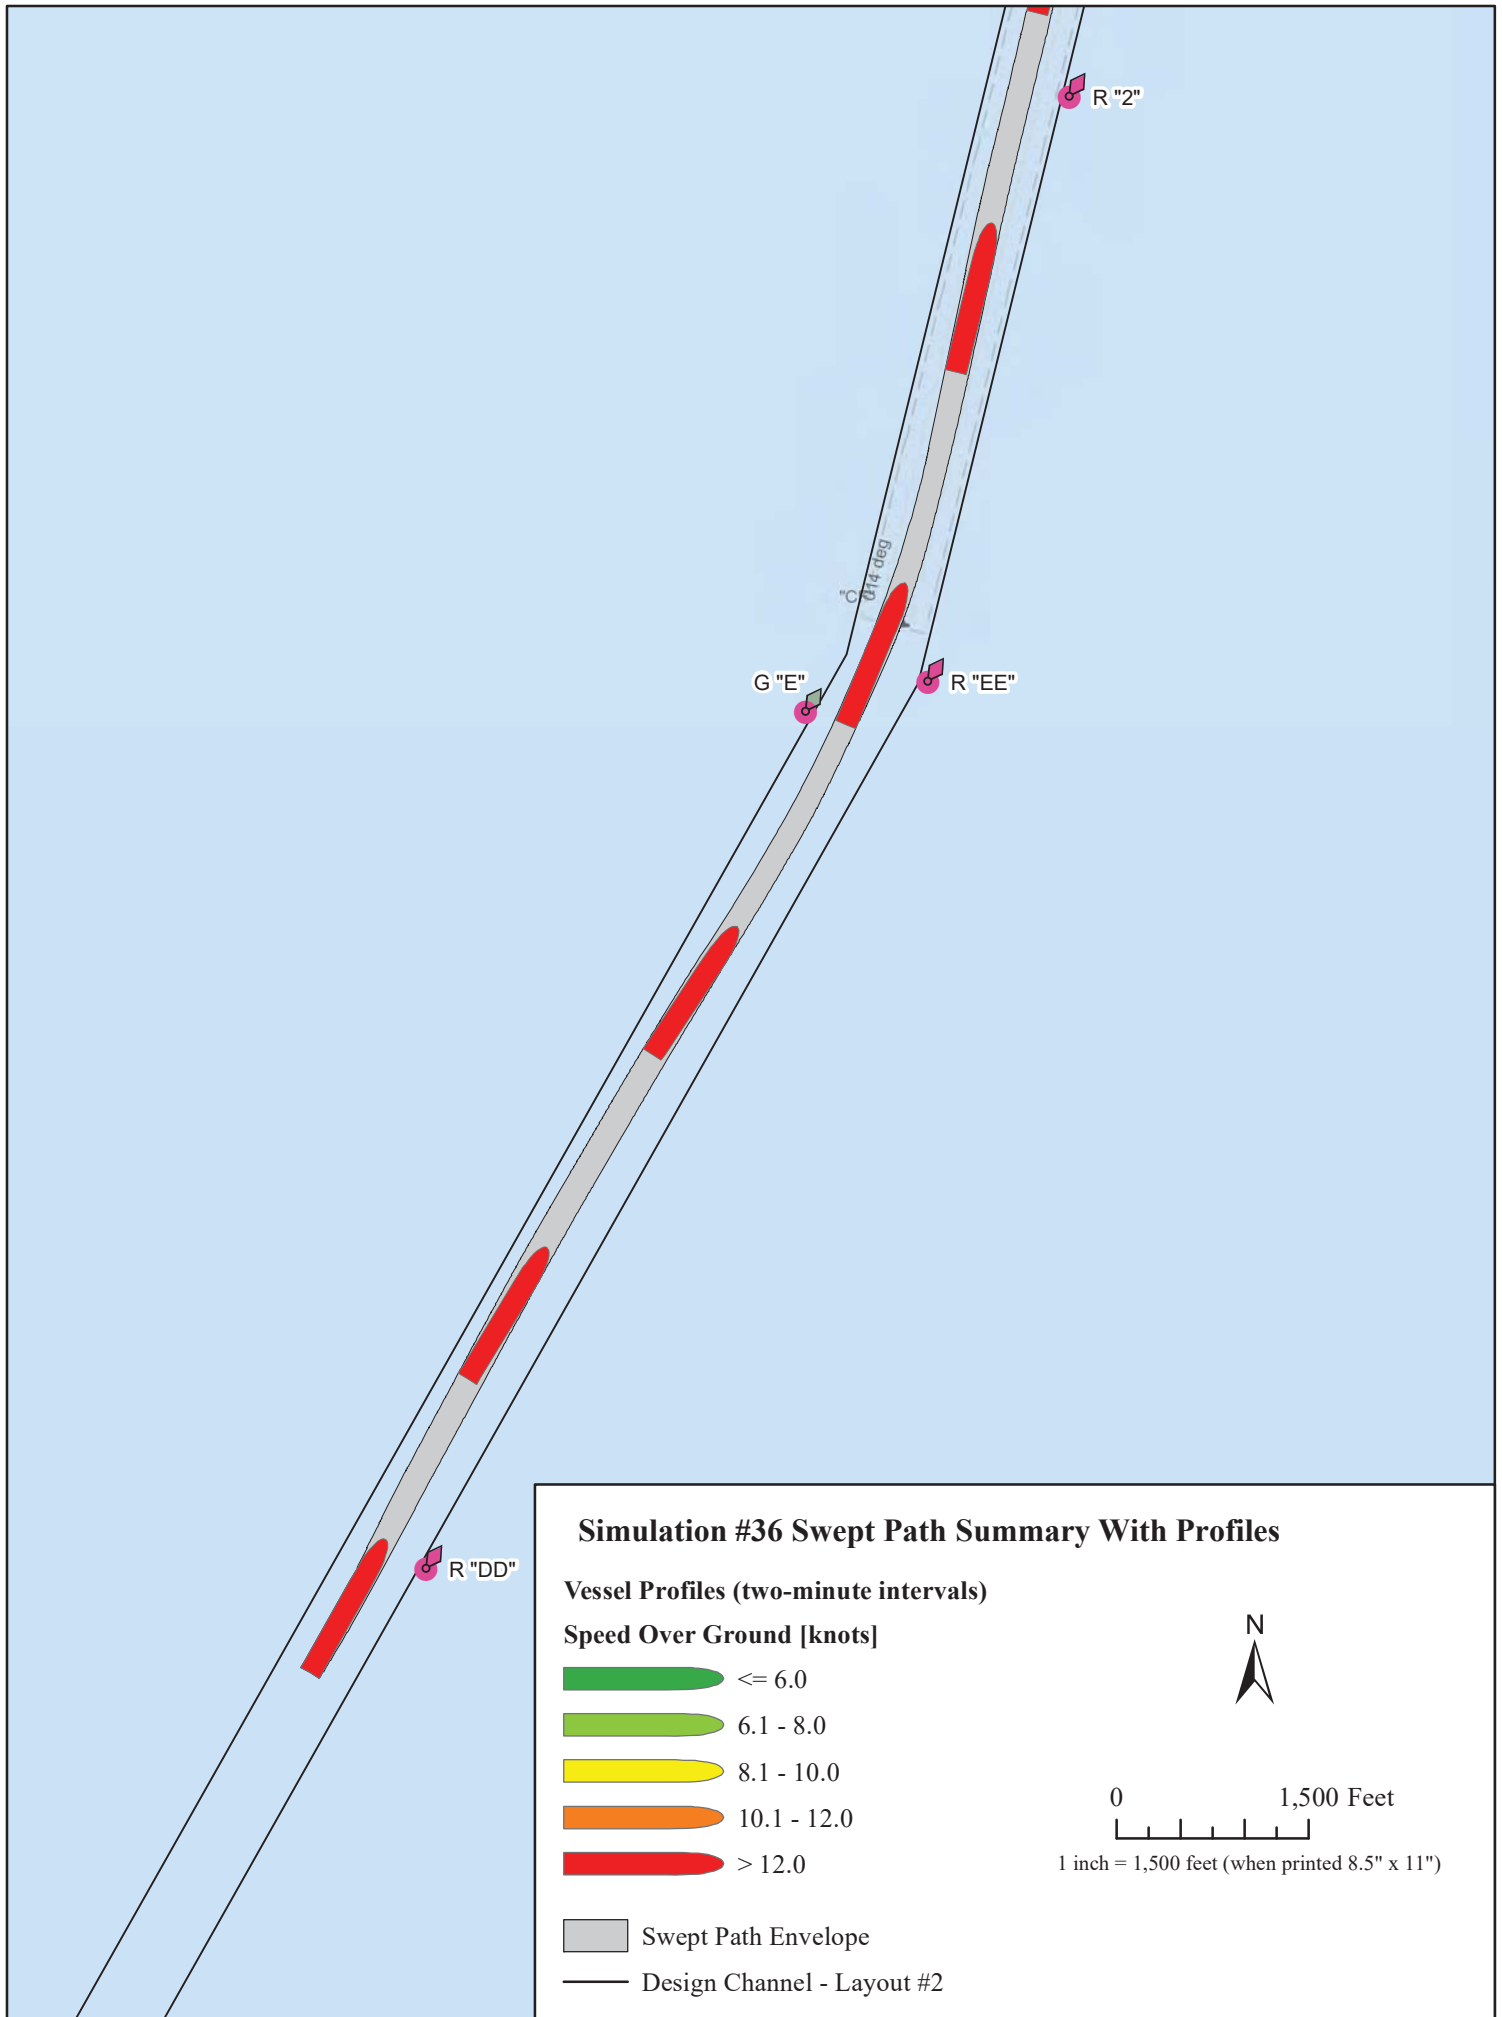 R "2"
014 deg
"C"
G "E"
R "EE"
R "DD"
Simulation #36 Swept Path Summary With Profiles
Vessel Profiles (two-minute intervals)
Speed Over Ground [knots]
<= 6.0
6.1 - 8.0
8.1 - 10.0
10.1 - 12.0
> 12.0
Swept Path Envelope
Design Channel - Layout #2
N
0 1,500 Feet
1 inch = 1,500 feet (when printed 8.5" x 11")